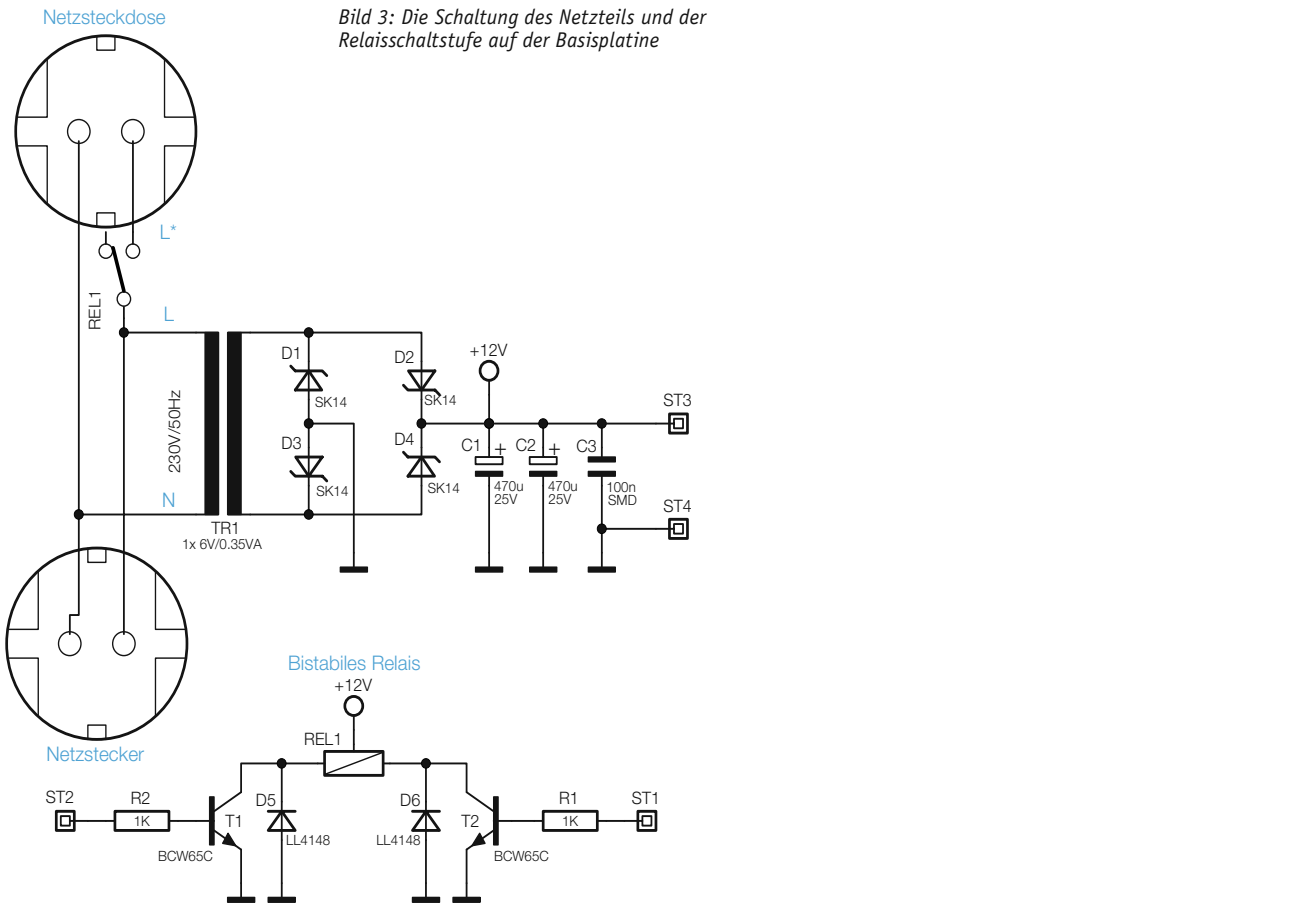 Netzsteckdose
Bild 3: Die Schaltung des Netzteils und der
Relaisschaltstufe auf der Basisplatine
L*
REL1
L
230V/50Hz
N
TR1
1x 6V/0.35VA
D1
SK14
D2
SK14
D3
SK14
D4
SK14
+12V
C1
+
470u
25V
C2
+
470u
25V
C3
100n
SMD
ST3
ST4
Netzstecker
Bistabiles Relais
+12V
REL1
ST2
R2
1K
T1
BCW65C
D5
LL4148
D6
LL4148
T2
BCW65C
R1
1K
ST1